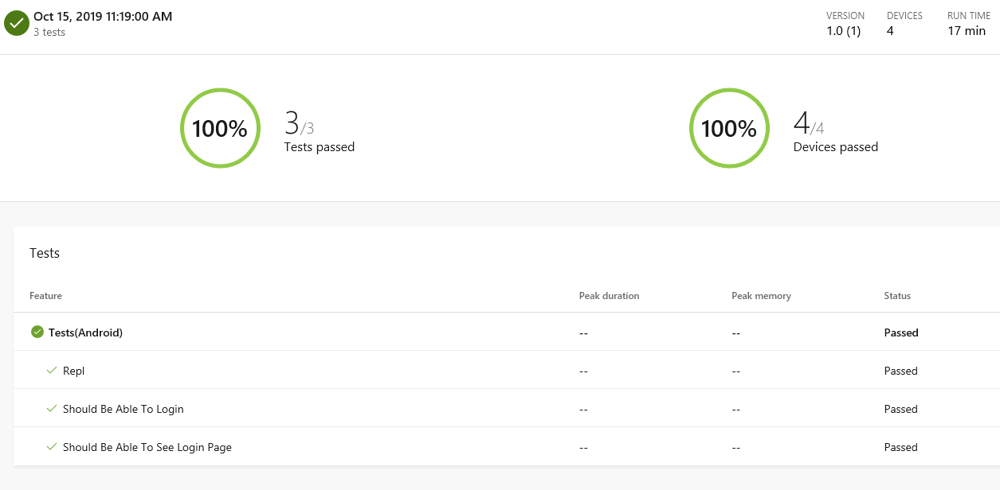 Oct 15, 2019 11:19:00 AM
3 tests
VERSION DEVICES RUN TIME
1.0 (1) 4 17 min
100% 3/3
Tests passed
100% 4/4
Devices passed
Tests
Feature Peak duration Peak memory Status
Tests(Android) -- -- Passed
Repl -- -- Passed
Should Be Able To Login -- -- Passed
Should Be Able To See Login Page -- -- Passed